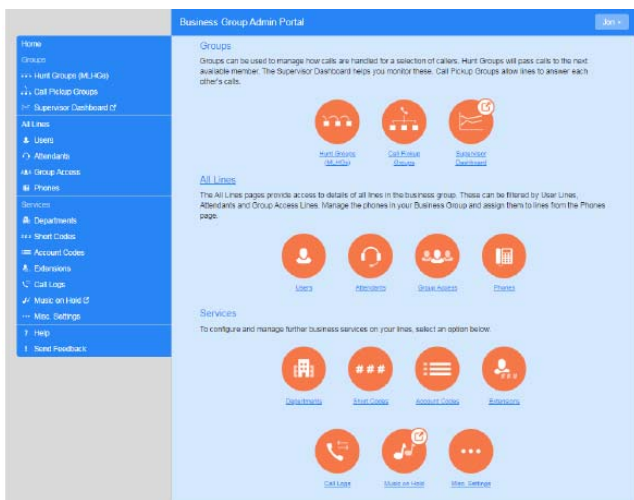 Business Group Admin Portal
Jon
Home
Groups
Hunt Groups (MLHGs)
Call Pickup Groups
Supervisor Dashboard
All Lines
Users
Attendants
Group Access
Phones
Services
Departments
Short Codes
Account Codes
Extensions
Call Logs
Music on Hold
Misc. Settings
? Help
! Send Feedback
Groups
Groups can be used to manage how calls are handled for a selection of callers. Hunt Groups will pass calls to the next
available member. The Supervisor Dashboard helps you monitor these. Call Pickup Groups allow lines to answer each
other's calls.
Hunt Groups
(MLHGs)
Call Pickup
Groups
Supervisor
Dashboard
All Lines
The All Lines pages provide access to details of all lines in the business group. These can be filtered by User Lines,
Attendants and Group Access Lines. Manage the phones in your Business Group and assign them to lines from the Phones
page.
Users
Attendants
Group Access
Phones
Services
To configure and manage further business services on your lines, select an option below.
###
###
Departments
Short Codes
Account Codes
Extensions
Call Logs
Music on Hold
Misc. Settings